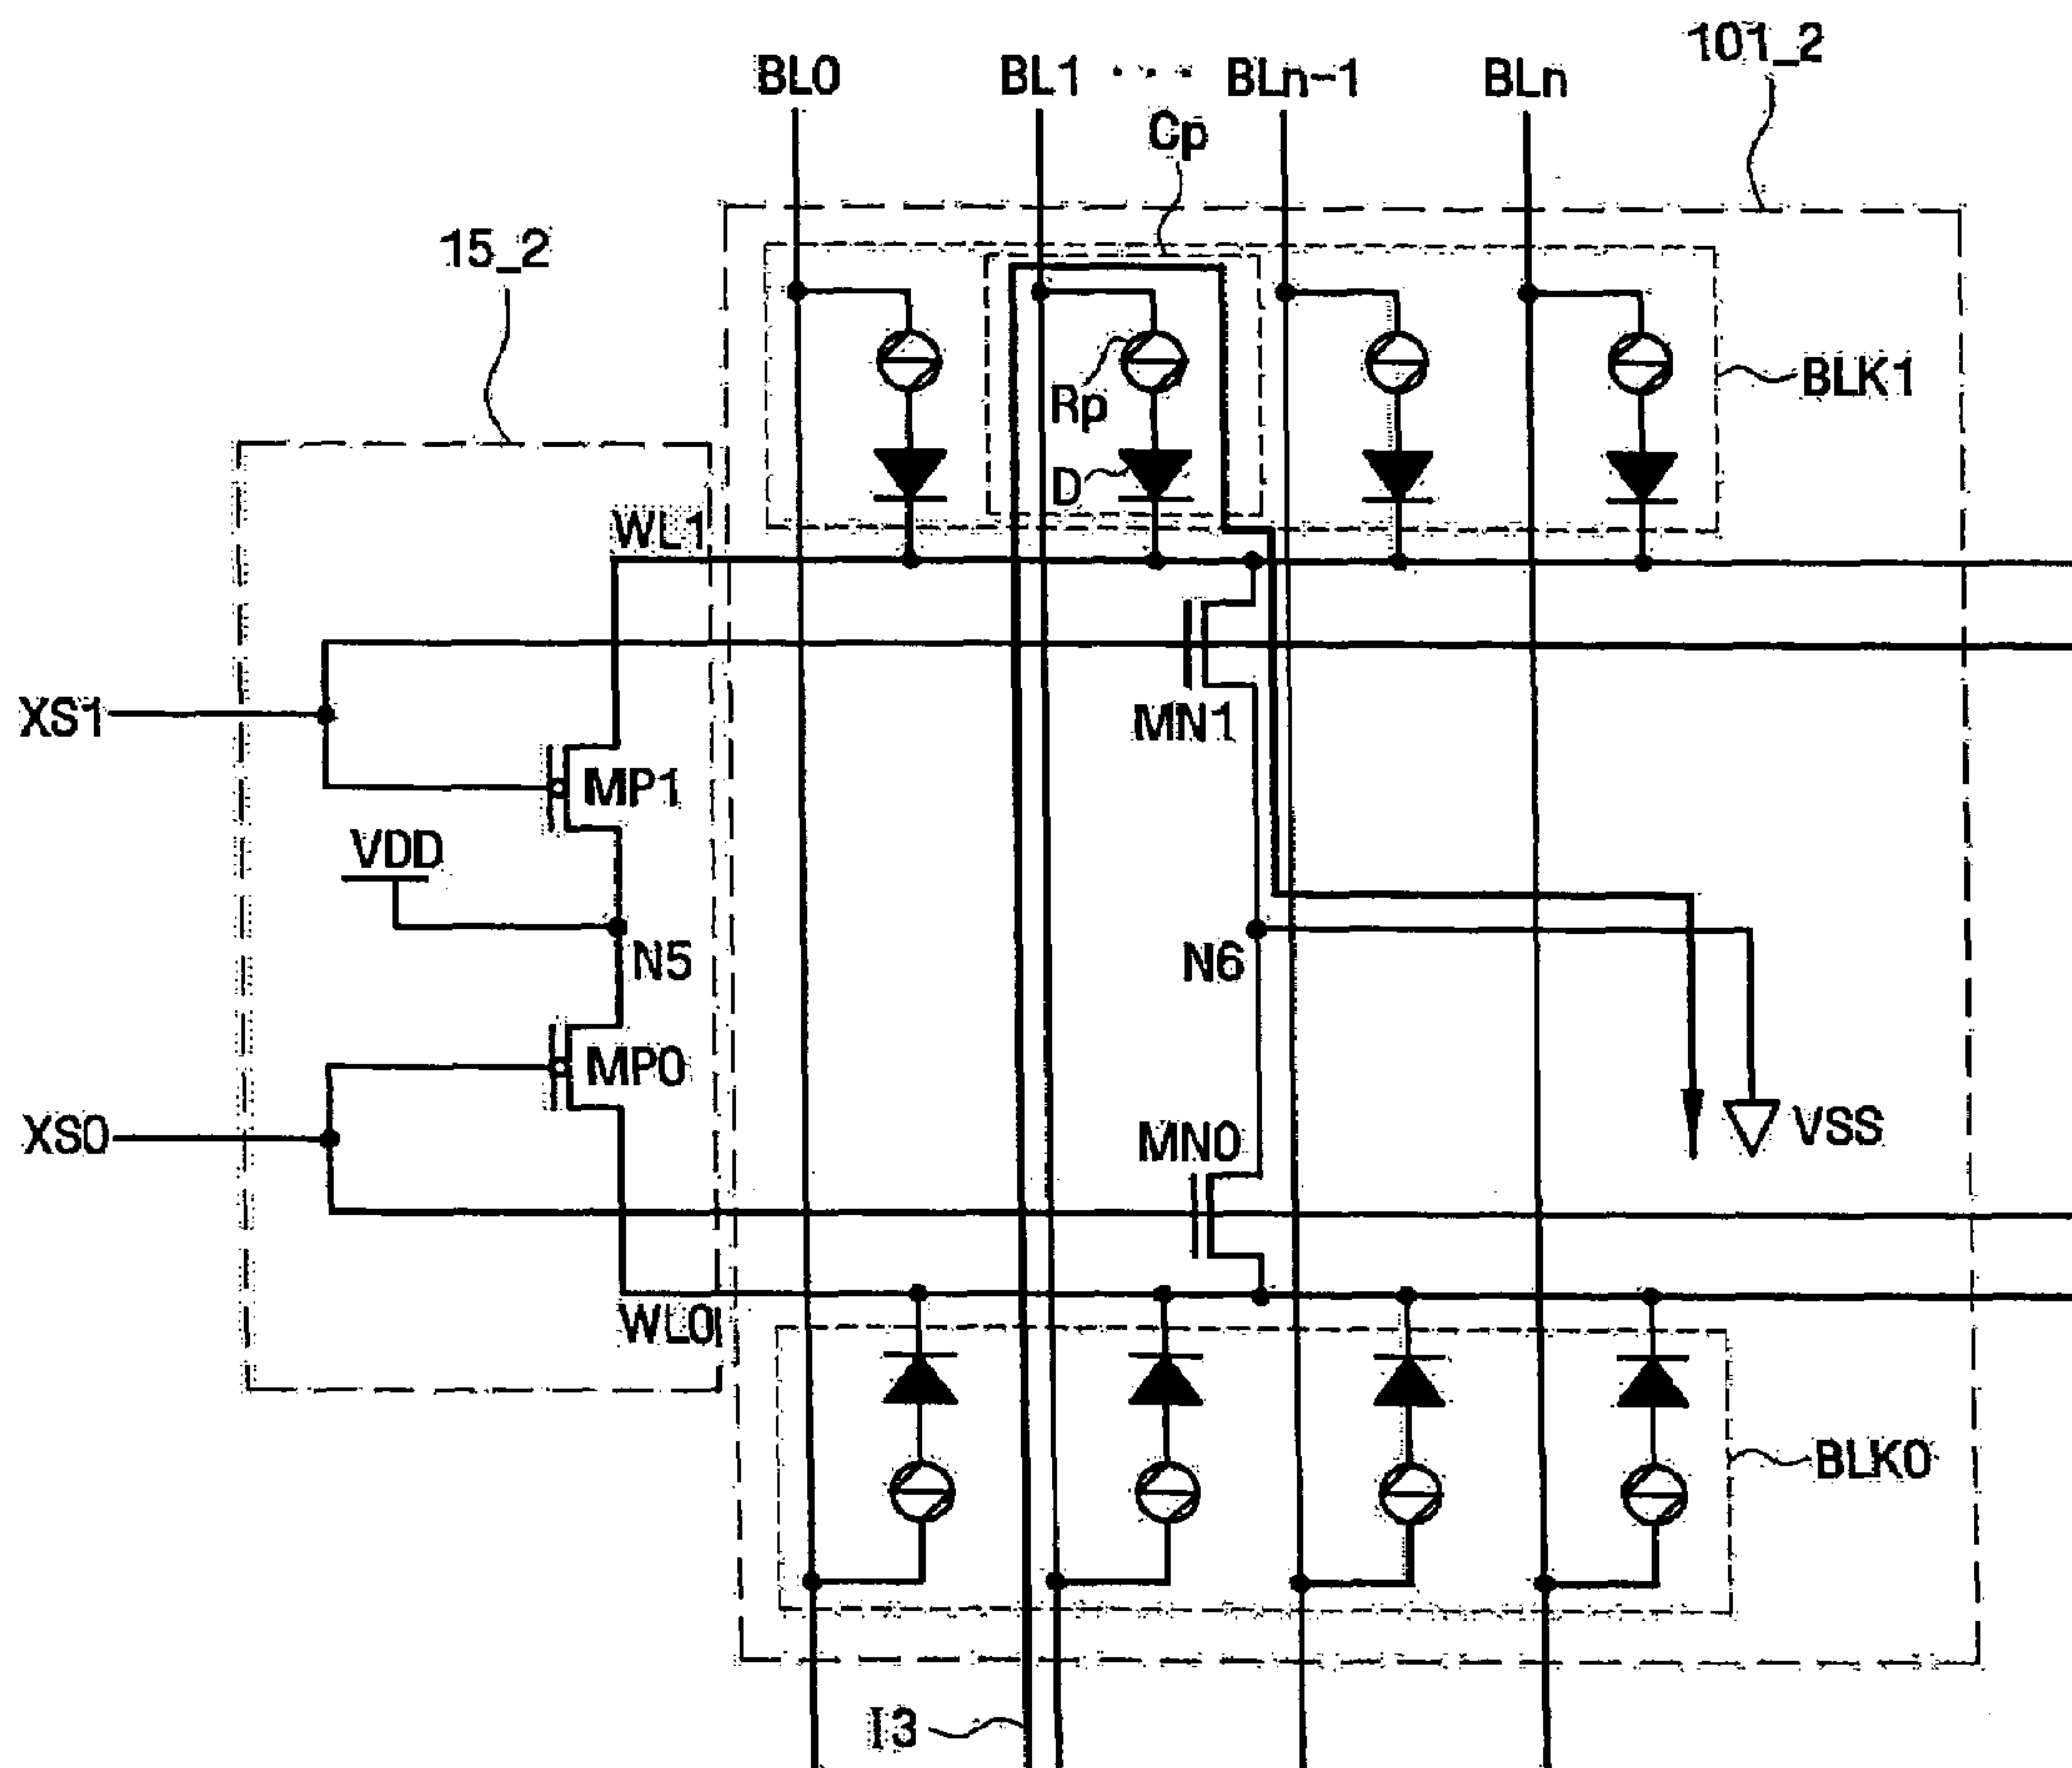 101_2
BL0 BL1 ··· BLn-1 BLn
Cp
15_2
Rp
BLK1
D
WL1
XS1
MN1
MP1
VDD
N5
N6
MP0
XS0
MN0
VSS
WL0
BLK0
I3